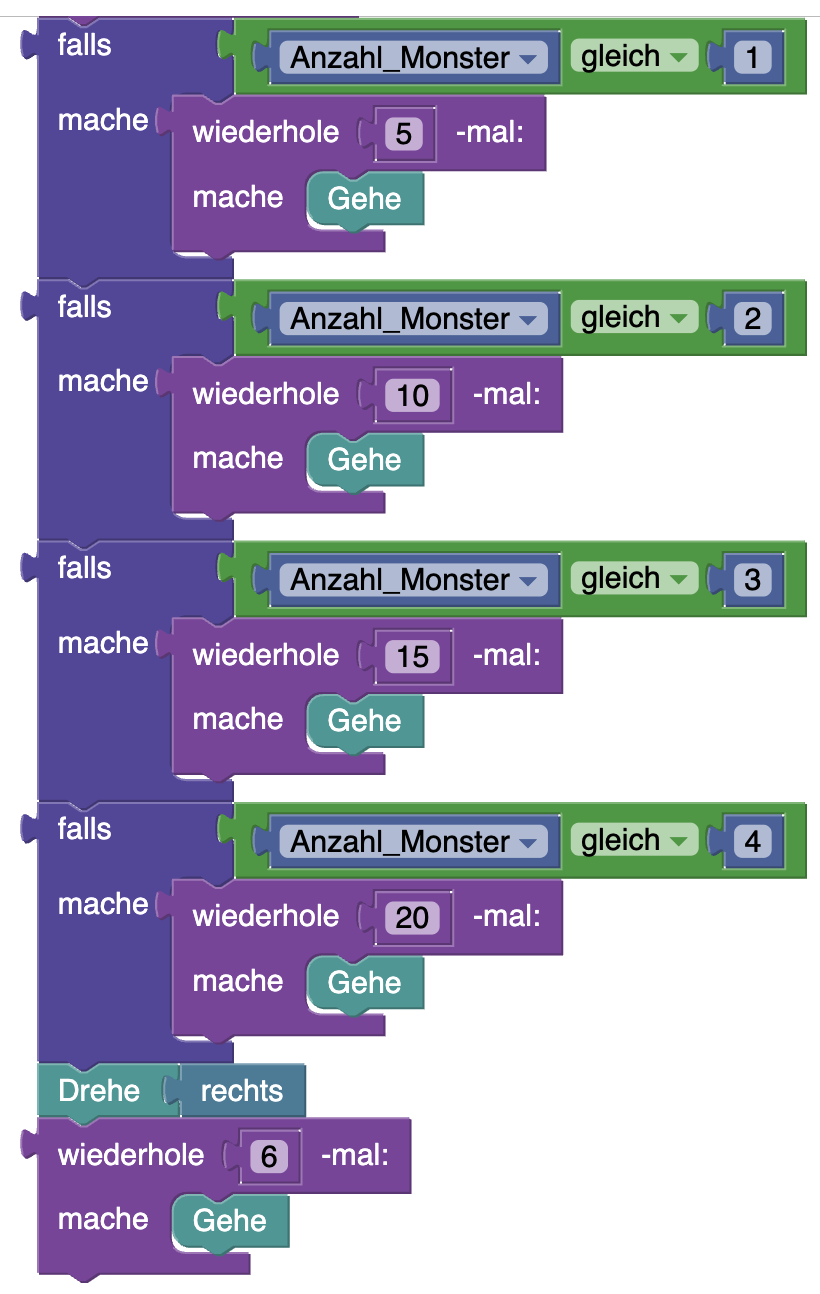 falls Anzahl_Monster gleich 1
mache wiederhole 5 -mal:
mache Gehe
falls Anzahl_Monster gleich 2
mache wiederhole 10 -mal:
mache Gehe
falls Anzahl_Monster gleich 3
mache wiederhole 15 -mal:
mache Gehe
falls Anzahl_Monster gleich 4
mache wiederhole 20 -mal:
mache Gehe
Drehe rechts
wiederhole 6 -mal:
mache Gehe